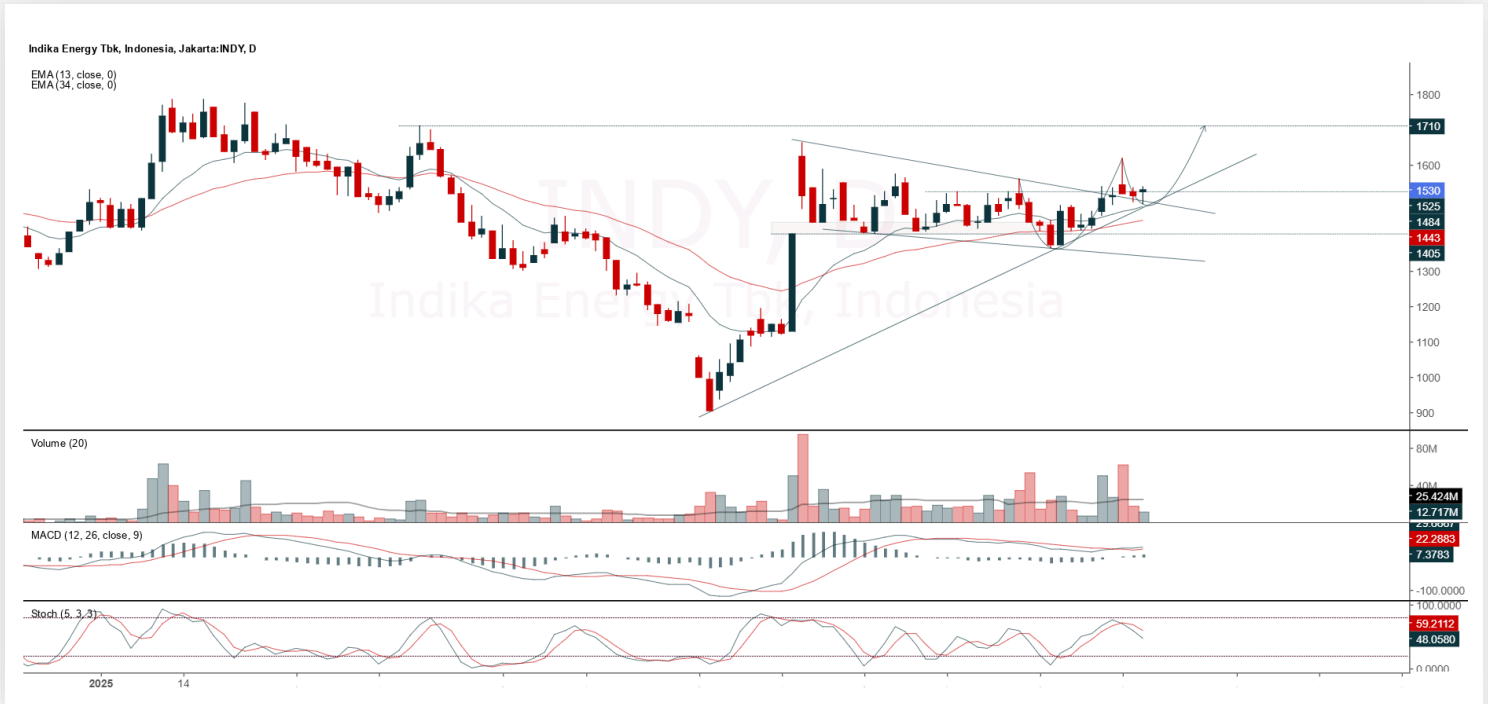 Indika Energy Tbk, Indonesia, Jakarta:INDY, D
EMA (13, close, 0)
EMA (34, close, 0)
INDY, D
Indika Energy Tbk, Indonesia
1800
1710
1600
1530
1525
1484
1443
1405
1300
1200
1100
1000
900
Volume (20)
80M
40M
25.424M
12.717M
MACD (12, 26, close, 9)
22.2883
7.3783
-100.0000
Stoch (5, 3, 3)
100.0000
59.2112
48.0580
0.0000
2025
14